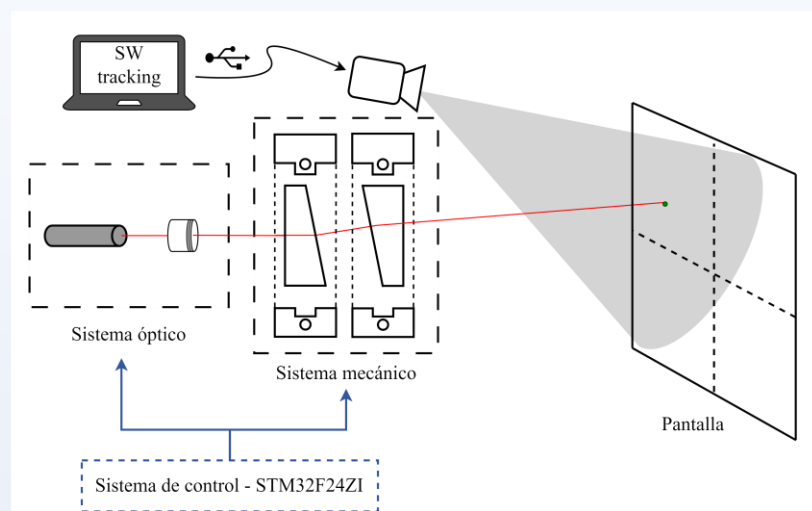 SW
tracking
Sistema óptico
Sistema mecánico
Pantalla
Sistema de control - STM32F24ZI